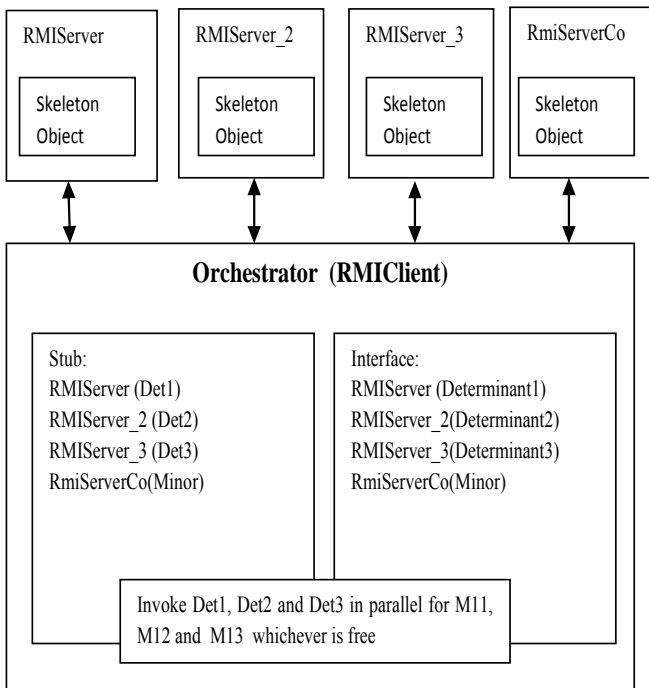 RMIServer
Skeleton
Object
RMIServer_2
Skeleton
Object
RMIServer_3
Skeleton
Object
RmiServerCo
Skeleton
Object
Orchestrator (RMIClient)
Stub:
RMIServer (Det1)
RMIServer_2 (Det2)
RMIServer_3 (Det3)
RmiServerCo(Minor)
Interface:
RMIServer (Determinant1)
RMIServer_2(Determinant2)
RMIServer_3(Determinant3)
RmiServerCo(Minor)
Invoke Det1, Det2 and Det3 in parallel for M11,
M12 and M13 whichever is free